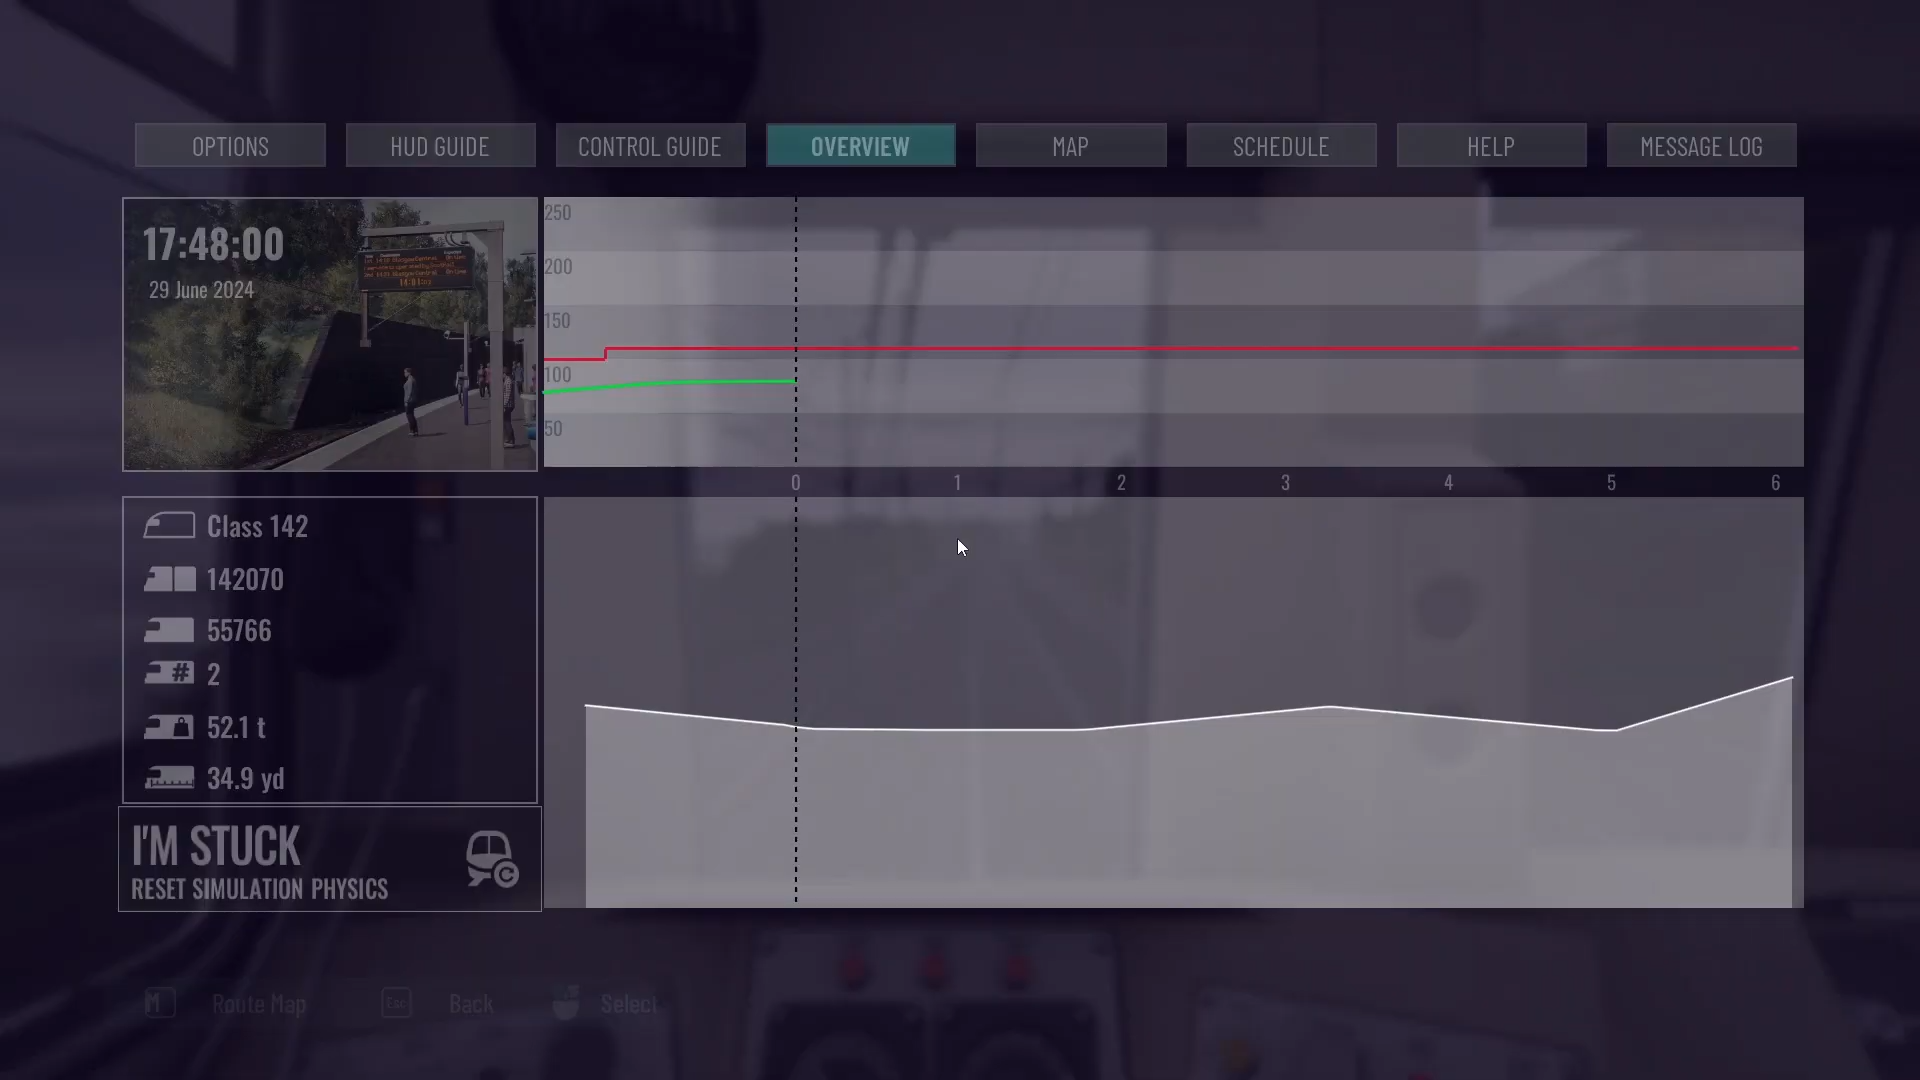 OPTIONS
HUD GUIDE
CONTROL GUIDE
OVERVIEW
MAP
SCHEDULE
HELP
MESSAGE LOG
17:48:00
29 June 2024
250
200
150
100
50
0 1 2 3 4 5 6
Class 142
142070
55766
# 2
52.1 t
34.9 yd
I'M STUCK
RESET SIMULATION PHYSICS
M Route Map
Esc Back
Select